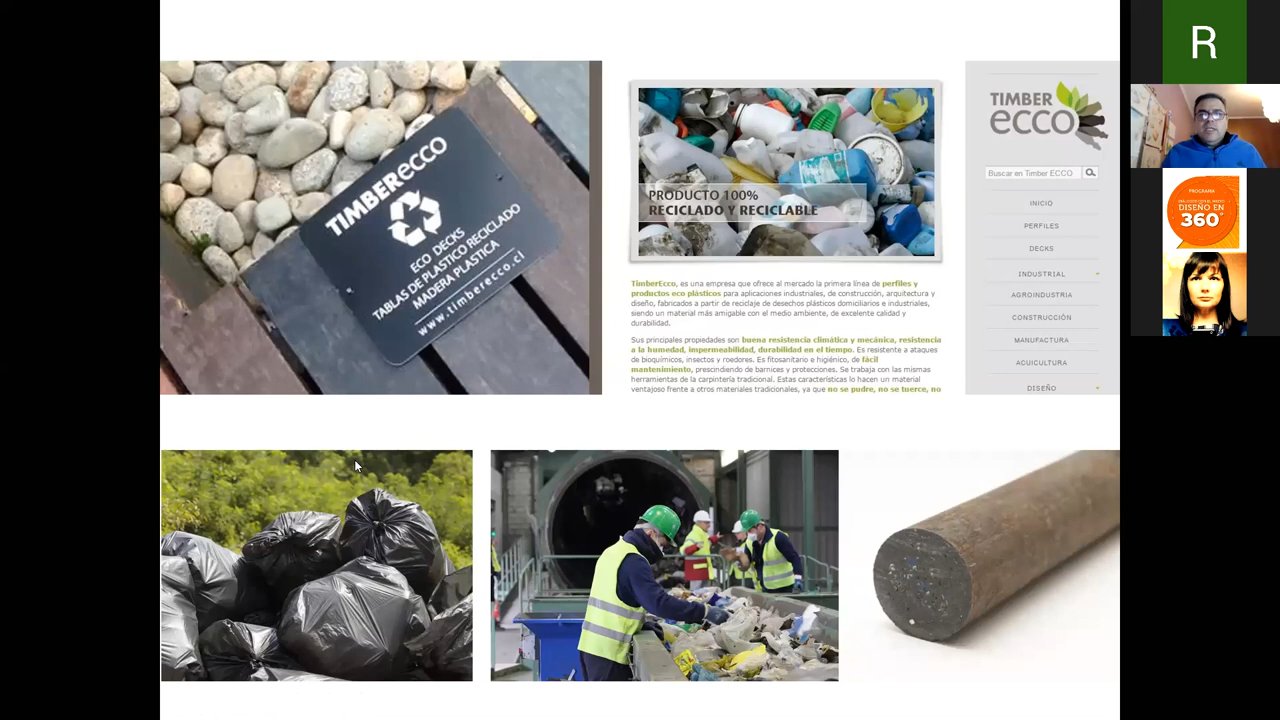 TIMBERECCO
ECO DECKS
TABLAS DE PLASTICO RECICLADO
MADERA PLASTICA
www.timberecco.cl
PRODUCTO 100%
RECICLADO Y RECICLABLE
TimberEcco, es una empresa que ofrece al mercado la primera línea de perfiles y
productos eco plásticos para aplicaciones industriales, de construcción, arquitectura y
diseño, fabricados a partir de reciclaje de desechos plásticos domiciliarios e industriales,
siendo un material más amigable con el medio ambiente, de excelente calidad y
durabilidad.
Sus principales propiedades son buena resistencia climática y mecánica, resistencia
a la humedad, impermeabilidad, durabilidad en el tiempo. Es resistente a ataques
de bioquímicos, insectos y roedores. Es fitosanitario e higiénico, de fácil
mantenimiento, prescindiendo de barnices y protecciones. Se trabaja con las mismas
herramientas de la carpintería tradicional. Estas características lo hacen un material
ventajoso frente a otros materiales tradicionales, ya que no se pudre, no se tuerce, no
TIMBER
ecco
Buscar en Timber ECCO
INICIO
PERFILES
DECKS
INDUSTRIAL
AGROINDUSTRIA
CONSTRUCCIÓN
MANUFACTURA
ACUICULTURA
DISEÑO
R
PROGRAMA
DISEÑO EN
360°